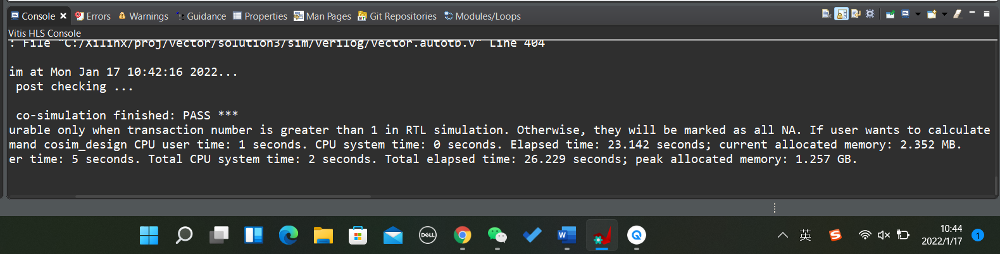 Console Errors Warnings Guidance Properties Man Pages Git Repositories Modules/Loops
Vitis HLS Console
: File "C:/Xilinx/proj/vector/solution3/sim/verilog/vector.autotb.v" Line 404
im at Mon Jan 17 10:42:16 2022...
post checking ...
co-simulation finished: PASS ***
urable only when transaction number is greater than 1 in RTL simulation. Otherwise, they will be marked as all NA. If user wants to calculate
mand cosim_design CPU user time: 1 seconds. CPU system time: 0 seconds. Elapsed time: 23.142 seconds; current allocated memory: 2.352 MB.
er time: 5 seconds. Total CPU system time: 2 seconds. Total elapsed time: 26.229 seconds; peak allocated memory: 1.257 GB.
DELL
W
英
S
10:44
2022/1/17
1